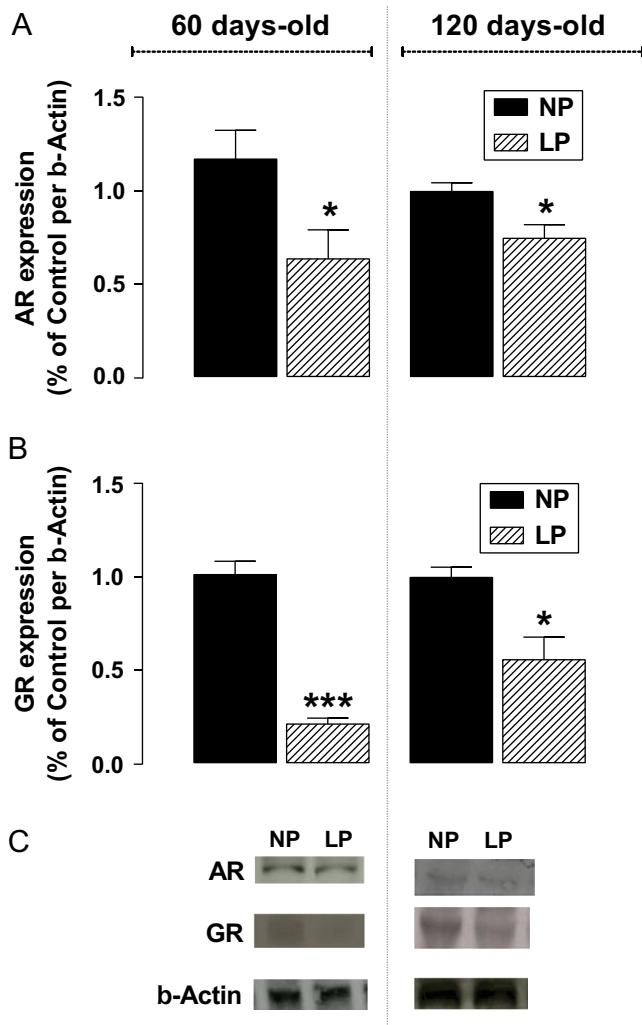 A
60 days-old
120 days-old
AR expression
(% of Control per b-Actin)
1.5
1.0
0.5
0.0
*
NP
LP
*
B
GR expression
(% of Control per b-Actin)
1.5
1.0
0.5
0.0
***
NP
LP
*
C
NP LP
NP LP
AR
GR
b-Actin